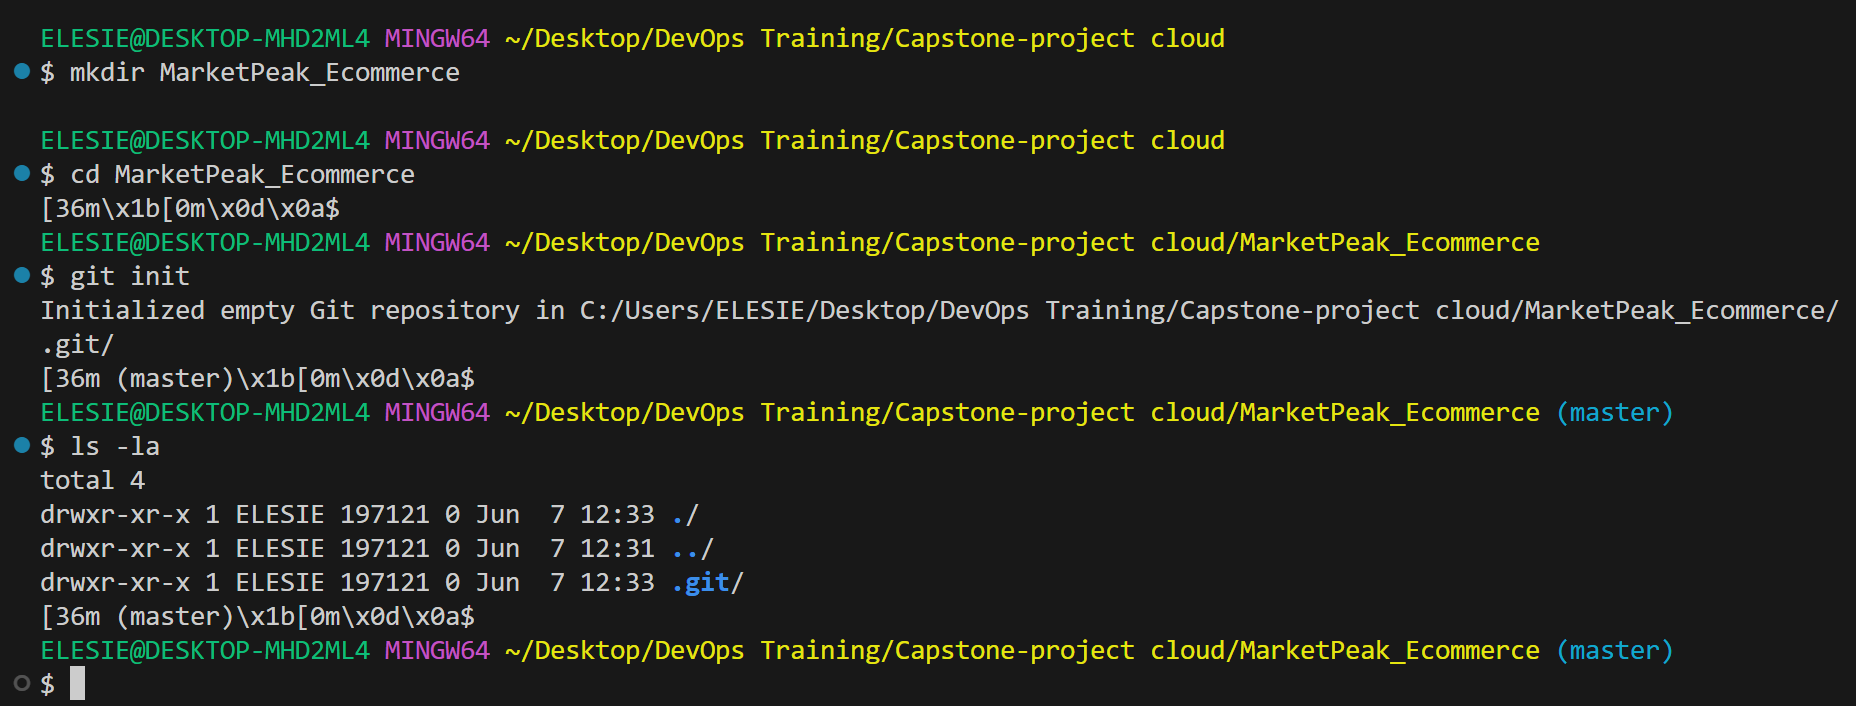 ELESIE@DESKTOP-MHD2ML4 MINGW64 ~/Desktop/DevOps Training/Capstone-project cloud
$ mkdir MarketPeak_Ecommerce
ELESIE@DESKTOP-MHD2ML4 MINGW64 ~/Desktop/DevOps Training/Capstone-project cloud
$ cd MarketPeak_Ecommerce
[36m\x1b[0m\x0d\x0a$
ELESIE@DESKTOP-MHD2ML4 MINGW64 ~/Desktop/DevOps Training/Capstone-project cloud/MarketPeak_Ecommerce
$ git init
Initialized empty Git repository in C:/Users/ELESIE/Desktop/DevOps Training/Capstone-project cloud/MarketPeak_Ecommerce/
.git/
[36m (master)\x1b[0m\x0d\x0a$
ELESIE@DESKTOP-MHD2ML4 MINGW64 ~/Desktop/DevOps Training/Capstone-project cloud/MarketPeak_Ecommerce (master)
$ ls -la
total 4
drwxr-xr-x 1 ELESIE 197121 0 Jun  7 12:33 ./
drwxr-xr-x 1 ELESIE 197121 0 Jun  7 12:31 ../
drwxr-xr-x 1 ELESIE 197121 0 Jun  7 12:33 .git/
[36m (master)\x1b[0m\x0d\x0a$
ELESIE@DESKTOP-MHD2ML4 MINGW64 ~/Desktop/DevOps Training/Capstone-project cloud/MarketPeak_Ecommerce (master)
$